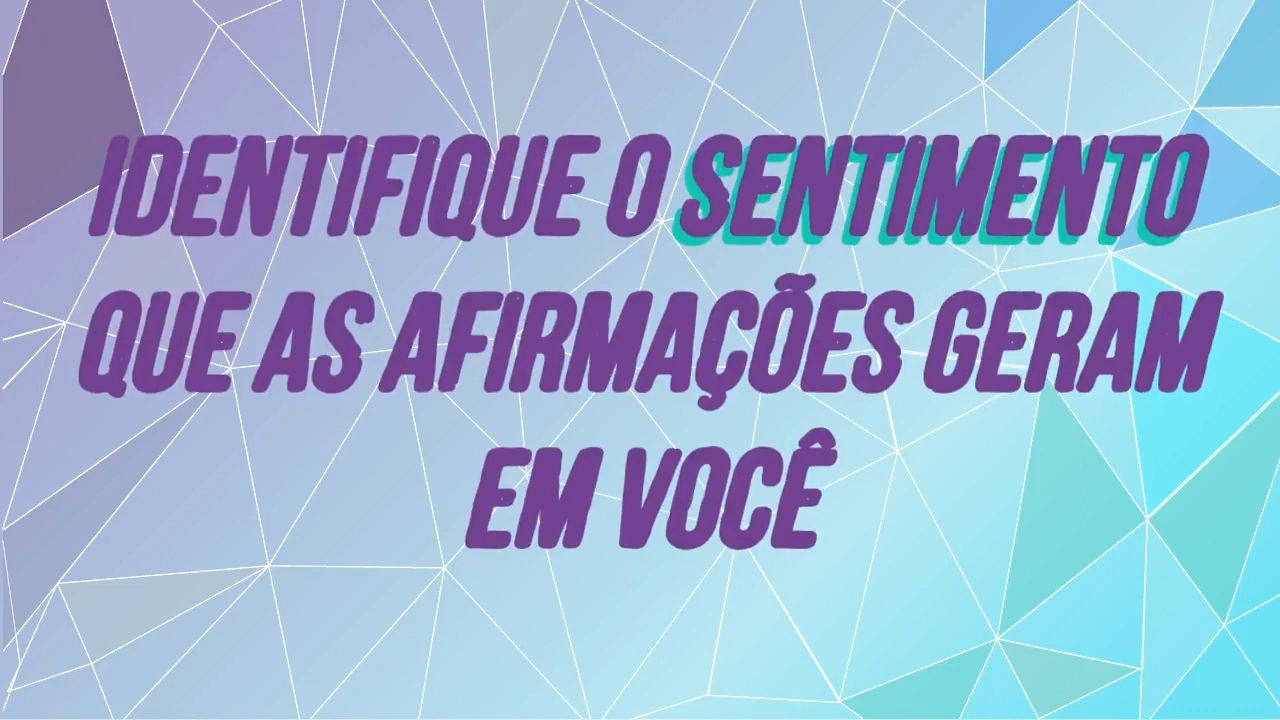 IDENTIFIQUE O SENTIMENTO
QUE AS AFIRMAÇÕES GERAM
EM VOCÊ